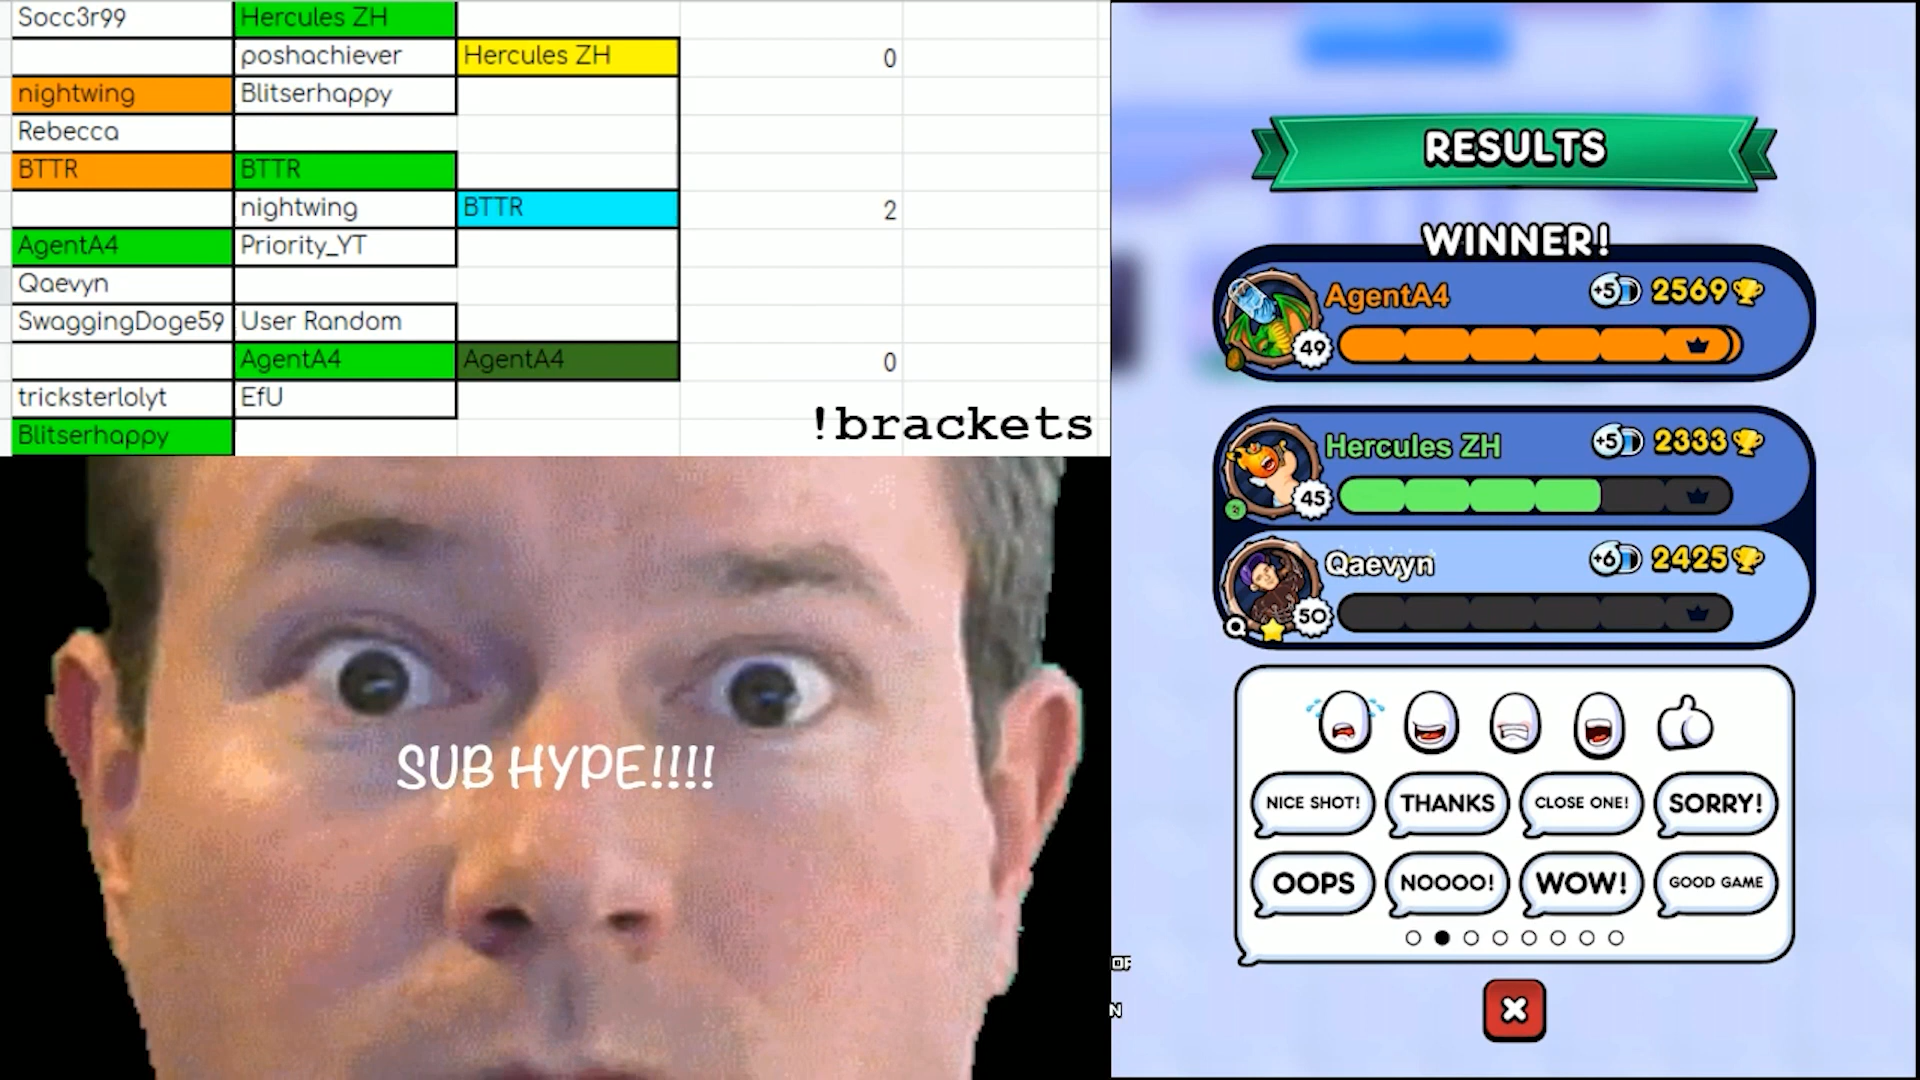 Socc3r99 Hercules ZH
poshachiever Hercules ZH 0
nightwing Blitserhappy
Rebecca
BTTR BTTR
nightwing BTTR 2
AgentA4 Priority_YT
Qaevyn
SwaggingDoge59 User Random
AgentA4 AgentA4 0
tricksterlolyt EfU
!brackets
Blitserhappy
SUB HYPE!!!!
RESULTS
WINNER!
AgentA4 +5 2569
49
Hercules ZH +5 2333
45
Qaevyn +6 2425
Q 50
NICE SHOT! THANKS CLOSE ONE! SORRY!
OOPS NOOOO! WOW! GOOD GAME
OF
N